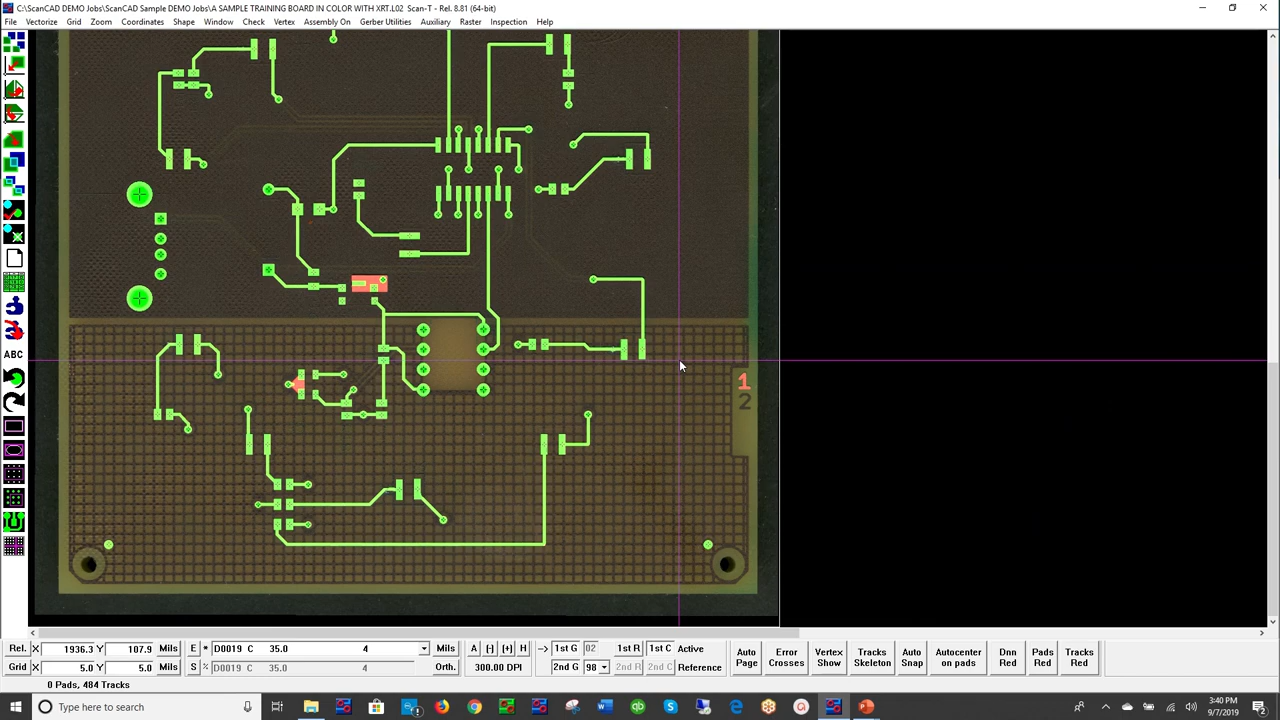 C:\ScanCAD DEMO Jobs\ScanCAD Sample DEMO Jobs\A SAMPLE TRAINING BOARD IN COLOR WITH XRT.L02 Scan-T - Rel. 8.81 (64-bit)
File Vectorize Grid Zoom Coordinates Shape Window Check Vertex Assembly On Gerber Utilities Auxiliary Raster Inspection Help
ABC
1
2
Rel. X 1936.3 Y 107.9 Mils E * D0019 C 35.0 4 Mils A [-] [+] H -> 1st G 02 1st R 1st C Active
Grid X 5.0 Y 5.0 Mils S % D0019 C 35.0 4 Orth. 300.00 DPI 2nd G 98 2nd R 2nd C Reference
Auto Page Error Crosses Vertex Show Tracks Skeleton Auto Snap Autocenter on pads Dnn Red Pads Red Tracks Red
0 Pads, 484 Tracks
Type here to search
3:40 PM
9/7/2019